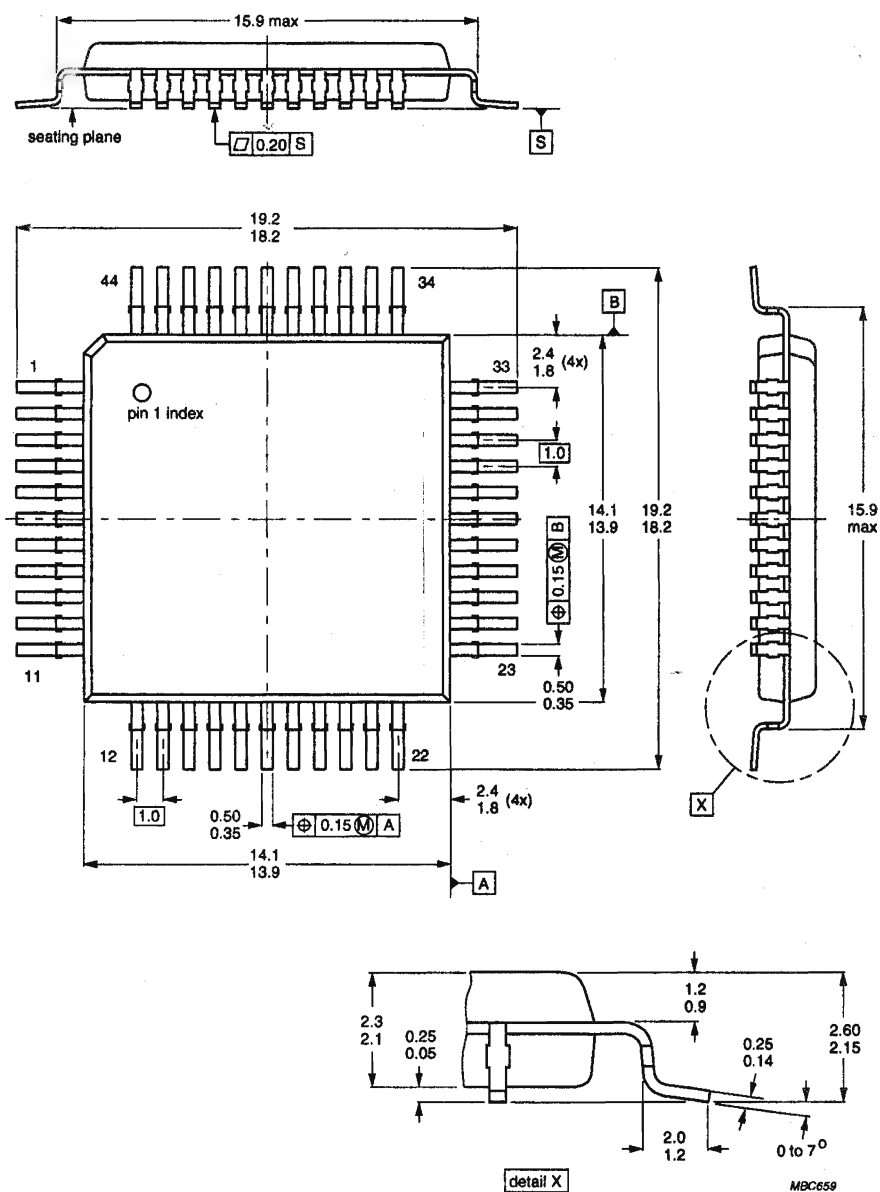 15.9 max
seating plane
⏥ 0.20 S
S
19.2
18.2
44
34
B
1
33
2.4
1.8 (4x)
pin 1 index
1.0
14.1
13.9
19.2
18.2
15.9
max
⌖ 0.15 Ⓜ B
11
23
0.50
0.35
12
22
2.4
1.8 (4x)
X
1.0
0.50
0.35
⌖ 0.15 Ⓜ A
14.1
13.9
A
2.3
2.1
0.25
0.05
1.2
0.9
0.25
0.14
2.60
2.15
2.0
1.2
0 to 7°
detail X
MBC659